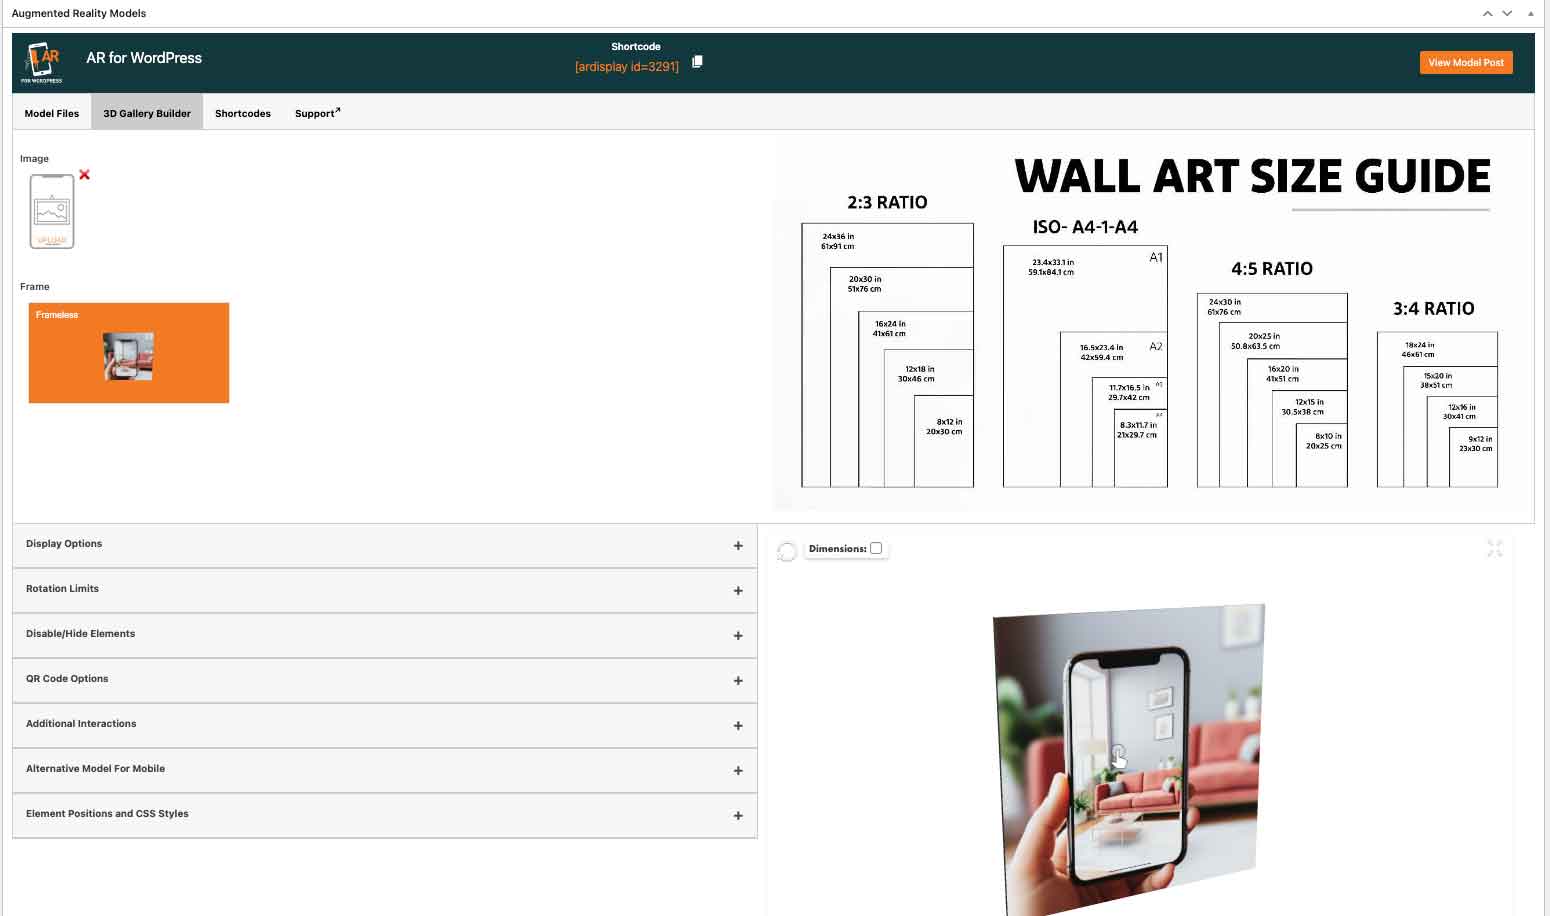 Augmented Reality Models
AR
FOR WORDPRESS
AR for WordPress
Shortcode
[ardisplay id=3291]
View Model Post
Model Files
3D Gallery Builder
Shortcodes
Support
Image
UPLOAD
Frame
Frameless
WALL ART SIZE GUIDE
2:3 RATIO
24x36 in
61x91 cm
20x30 in
51x76 cm
16x24 in
41x61 cm
12x18 in
30x46 cm
8x12 in
20x30 cm
ISO- A4-1-A4
23.4x33.1 in
59.1x84.1 cm
A1
16.5x23.4 in
42x59.4 cm
A2
11.7x16.5 in
29.7x42 cm
8.3x11.7 in
21x29.7 cm
4:5 RATIO
24x30 in
61x76 cm
20x25 in
50.8x63.5 cm
16x20 in
41x51 cm
12x15 in
30.5x38 cm
8x10 in
20x25 cm
3:4 RATIO
18x24 in
46x61 cm
15x20 in
38x51 cm
12x16 in
30x41 cm
9x12 in
23x30 cm
Display Options
Rotation Limits
Disable/Hide Elements
QR Code Options
Additional Interactions
Alternative Model For Mobile
Element Positions and CSS Styles
Dimensions: